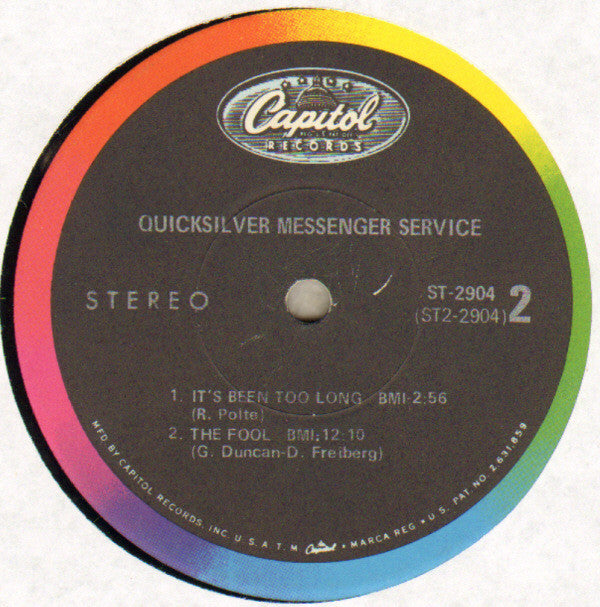 Capitol
RECORDS
QUICKSILVER MESSENGER SERVICE
STEREO
ST-2904
(ST2-2904) 2
1. IT'S BEEN TOO LONG BMI-2:56
(R. Polte)
2. THE FOOL BMI:12:10
(G. Duncan-D. Freiberg)
MFD. BY CAPITOL RECORDS, INC. U.S.A. T.M. Capitol • MARCA REG. • U.S. PAT. NO. 2,631,859